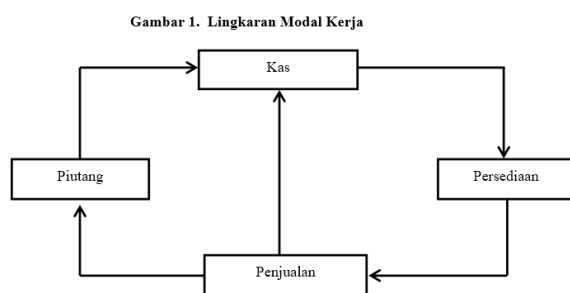 Gambar 1. Lingkaran Modal Kerja
Kas
Piutang
Persediaan
Penjualan